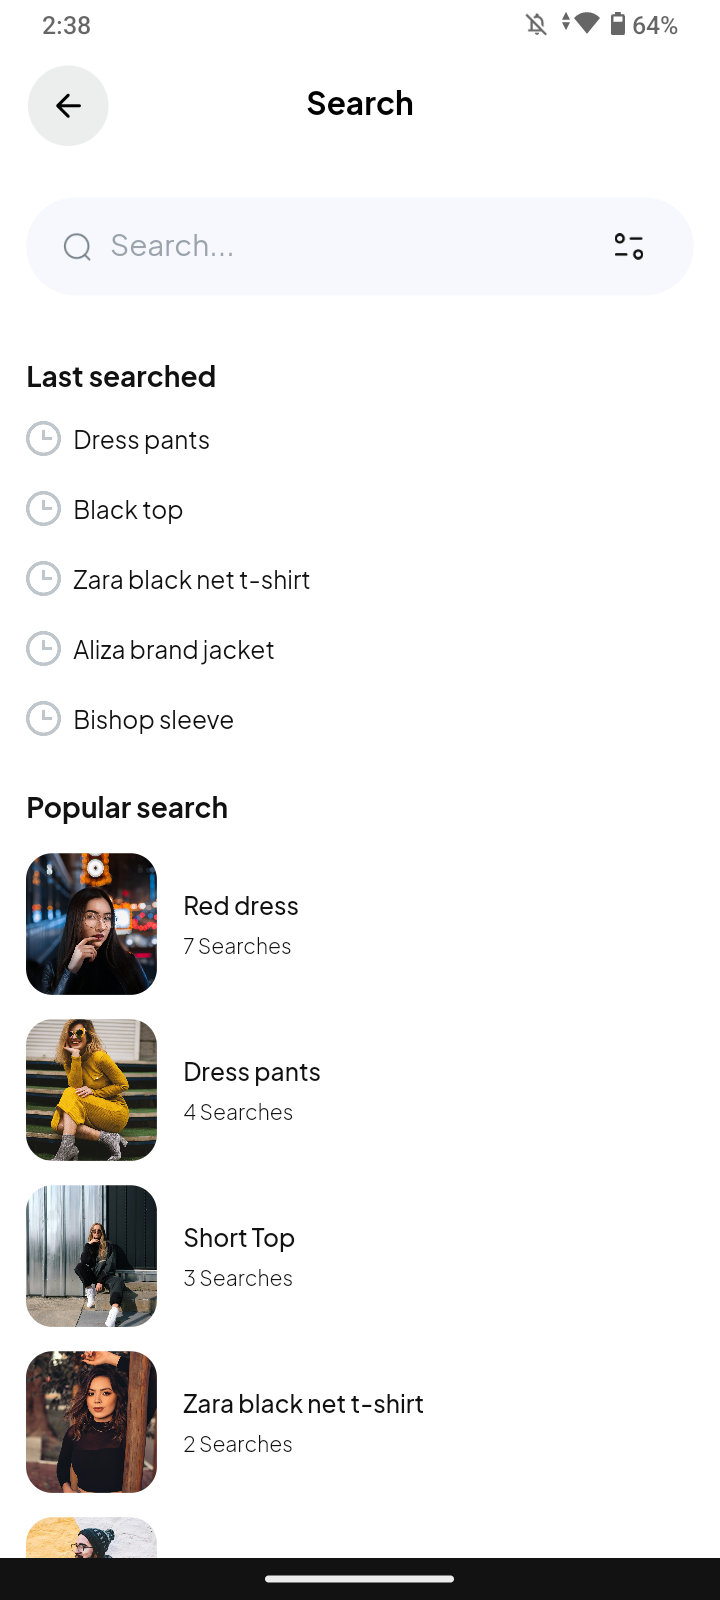 2:38
64%
Search
Search...
Last searched
Dress pants
Black top
Zara black net t-shirt
Aliza brand jacket
Bishop sleeve
Popular search
Red dress
7 Searches
Dress pants
4 Searches
Short Top
3 Searches
Zara black net t-shirt
2 Searches